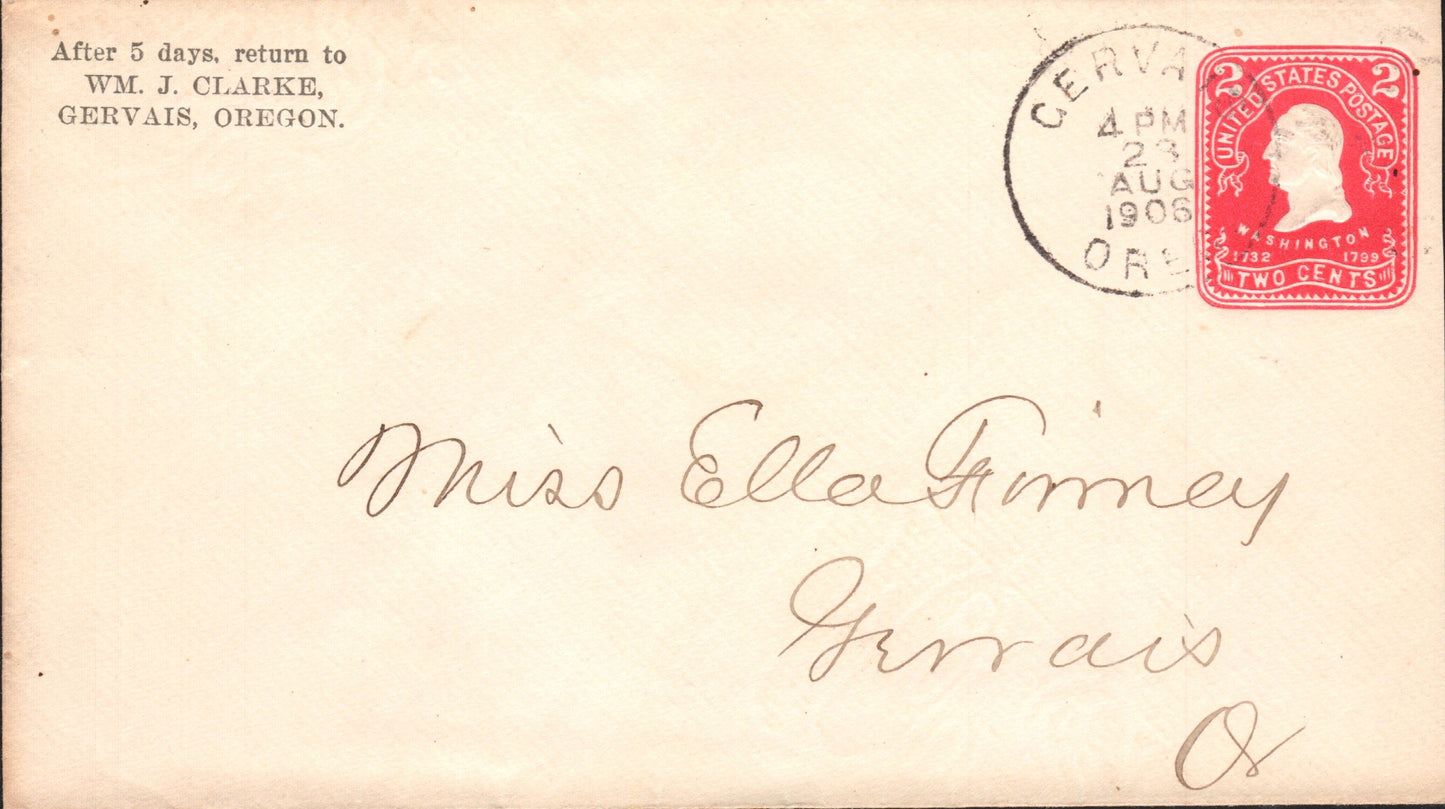 After 5 days, return to
WM. J. CLARKE,
GERVAIS, OREGON.
GERVA
4 PM
23
AUG
1906
ORE
2 2
UNITED STATES POSTAGE
WASHINGTON
1732 1799
TWO CENTS
Miss Ella Finney
Gervais
Or